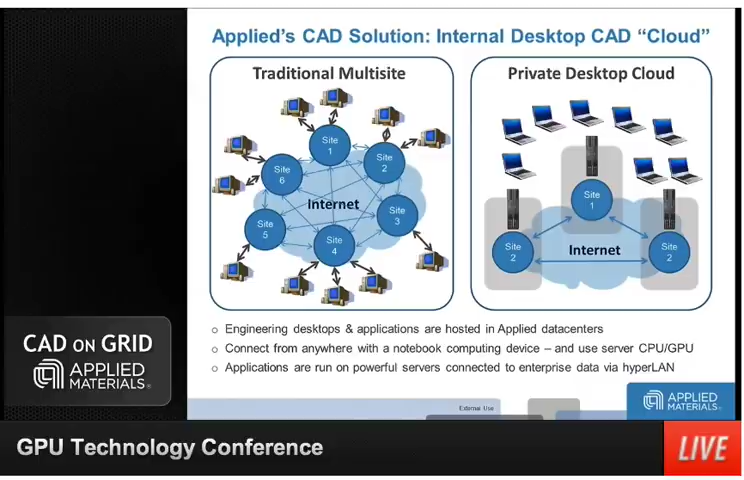 Applied's CAD Solution: Internal Desktop CAD “Cloud”
Traditional Multisite
Site
1
Site
2
Site
6
Internet
Site
3
Site
5
Site
4
Private Desktop Cloud
Site
1
Site
2
Internet
Site
2
Engineering desktops & applications are hosted in Applied datacenters
Connect from anywhere with a notebook computing device – and use server CPU/GPU
Applications are run on powerful servers connected to enterprise data via hyperLAN
External Use
APPLIED
MATERIALS®
CAD ON GRID
APPLIED
MATERIALS®
GPU Technology Conference
LIVE